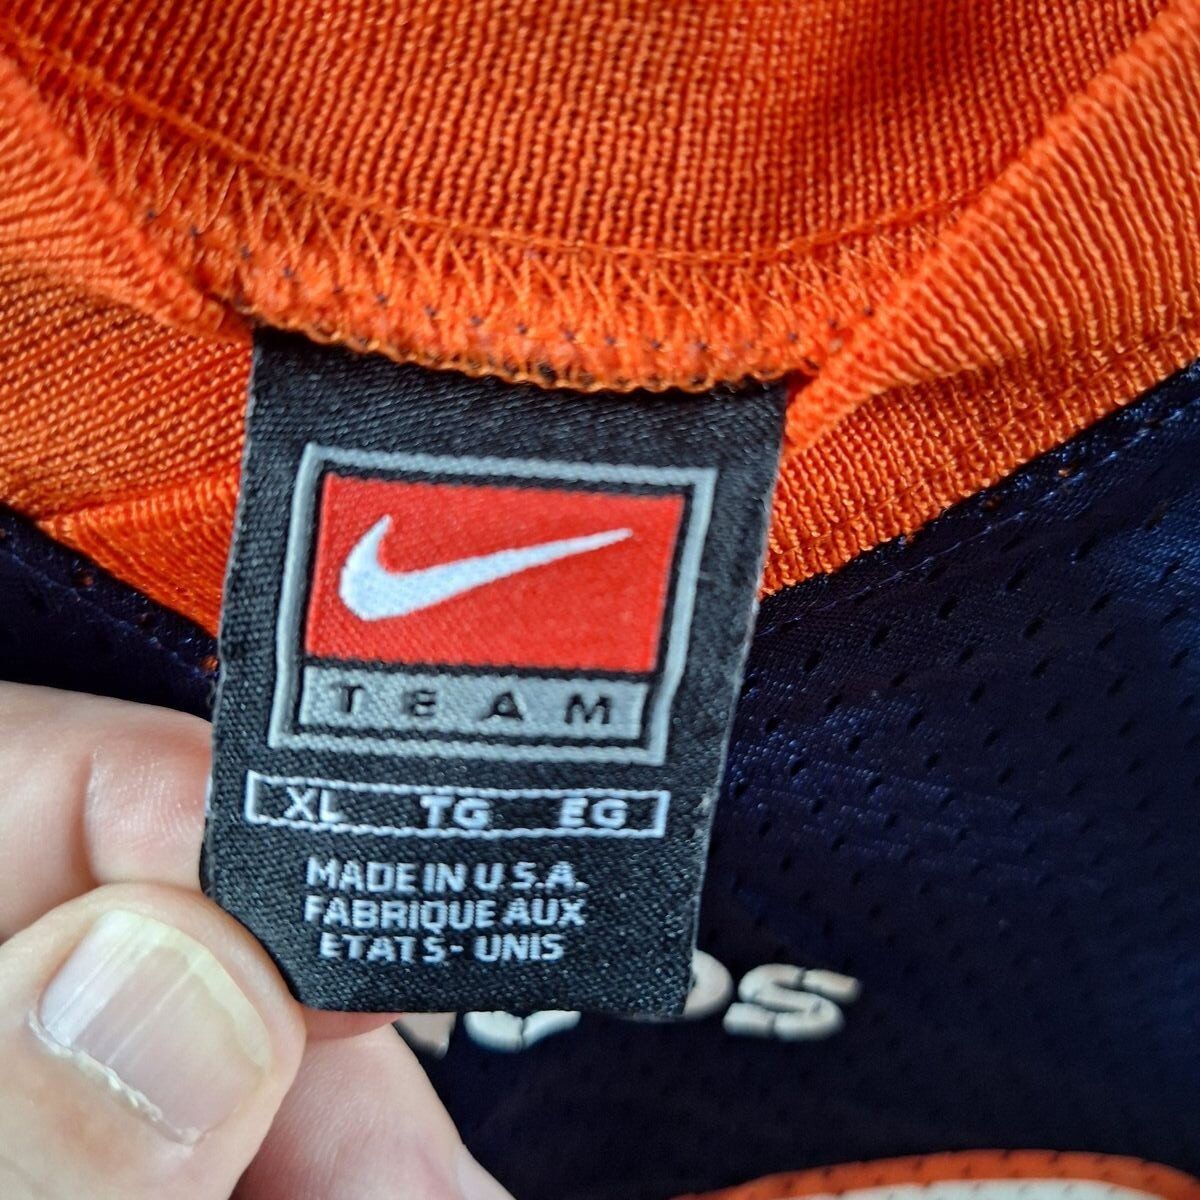 TEAM
XL TG EG
MADE IN U.S.A.
FABRIQUE AUX
ETATS-UNIS